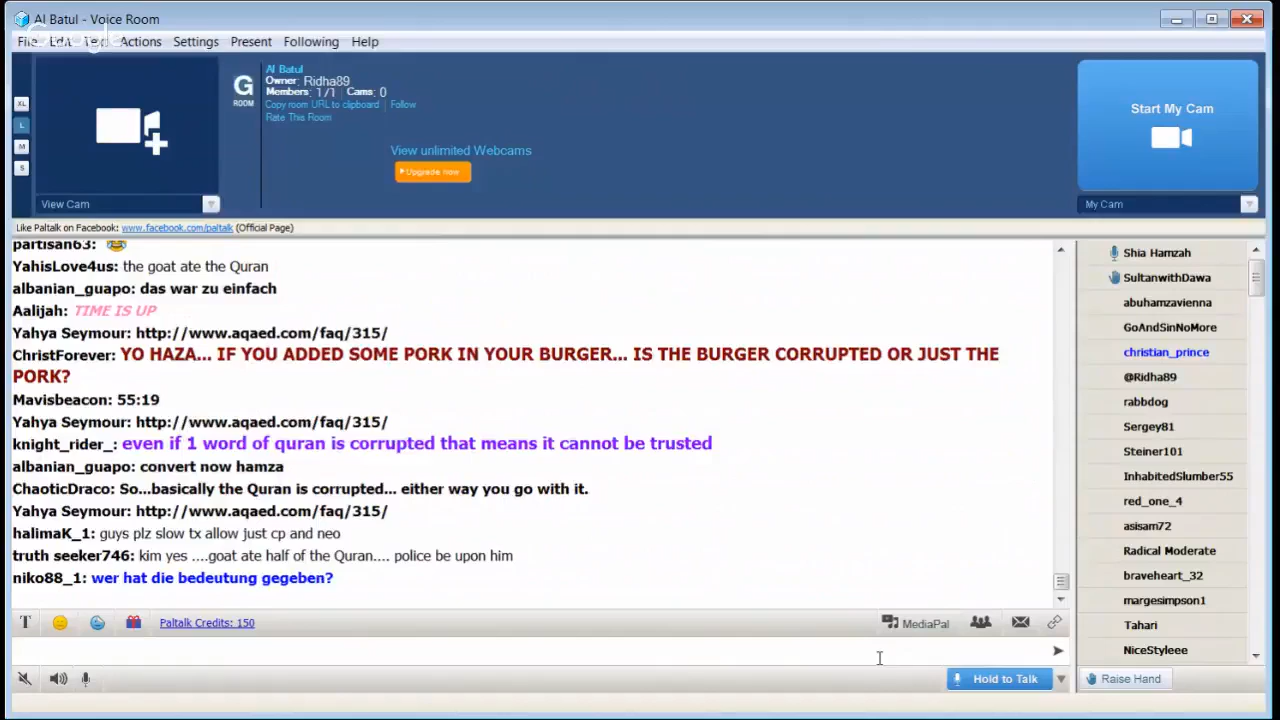 Al Batul - Voice Room
File Edit Text Actions Settings Present Following Help
Google
XL
L
M
S
View Cam
G
ROOM
Al Batul
Owner: Ridha89
Members: 1/1 Cams: 0
Copy room URL to clipboard Follow
Rate This Room
View unlimited Webcams
Upgrade now
Start My Cam
My Cam
Like Paltalk on Facebook: www.facebook.com/paltalk (Official Page)
partisan63:
YahisLove4us: the goat ate the Quran
albanian_guapo: das war zu einfach
Aalijah: TIME IS UP
Yahya Seymour: http://www.aqaed.com/faq/315/
ChristForever: YO HAZA... IF YOU ADDED SOME PORK IN YOUR BURGER... IS THE BURGER CORRUPTED OR JUST THE
PORK?
Mavisbeacon: 55:19
Yahya Seymour: http://www.aqaed.com/faq/315/
knight_rider_: even if 1 word of quran is corrupted that means it cannot be trusted
albanian_guapo: convert now hamza
ChaoticDraco: So...basically the Quran is corrupted... either way you go with it.
Yahya Seymour: http://www.aqaed.com/faq/315/
halimaK_1: guys plz slow tx allow just cp and neo
truth seeker746: kim yes ....goat ate half of the Quran.... police be upon him
niko88_1: wer hat die bedeutung gegeben?
Shia Hamzah
SultanwithDawa
abuhamzavienna
GoAndSinNoMore
christian_prince
@Ridha89
rabbdog
Sergey81
Steiner101
InhabitedSlumber55
red_one_4
asisam72
Radical Moderate
braveheart_32
margesimpson1
Tahari
NiceStyleee
T
Paltalk Credits: 150
MediaPal
Hold to Talk
Raise Hand